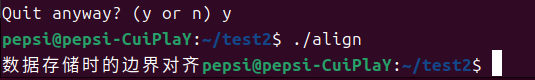 Quit anyway? (y or n) y
pepsi@pepsi-CuiPlaY:~/test2$ ./align
数据存储时的边界对齐pepsi@pepsi-CuiPlaY:~/test2$